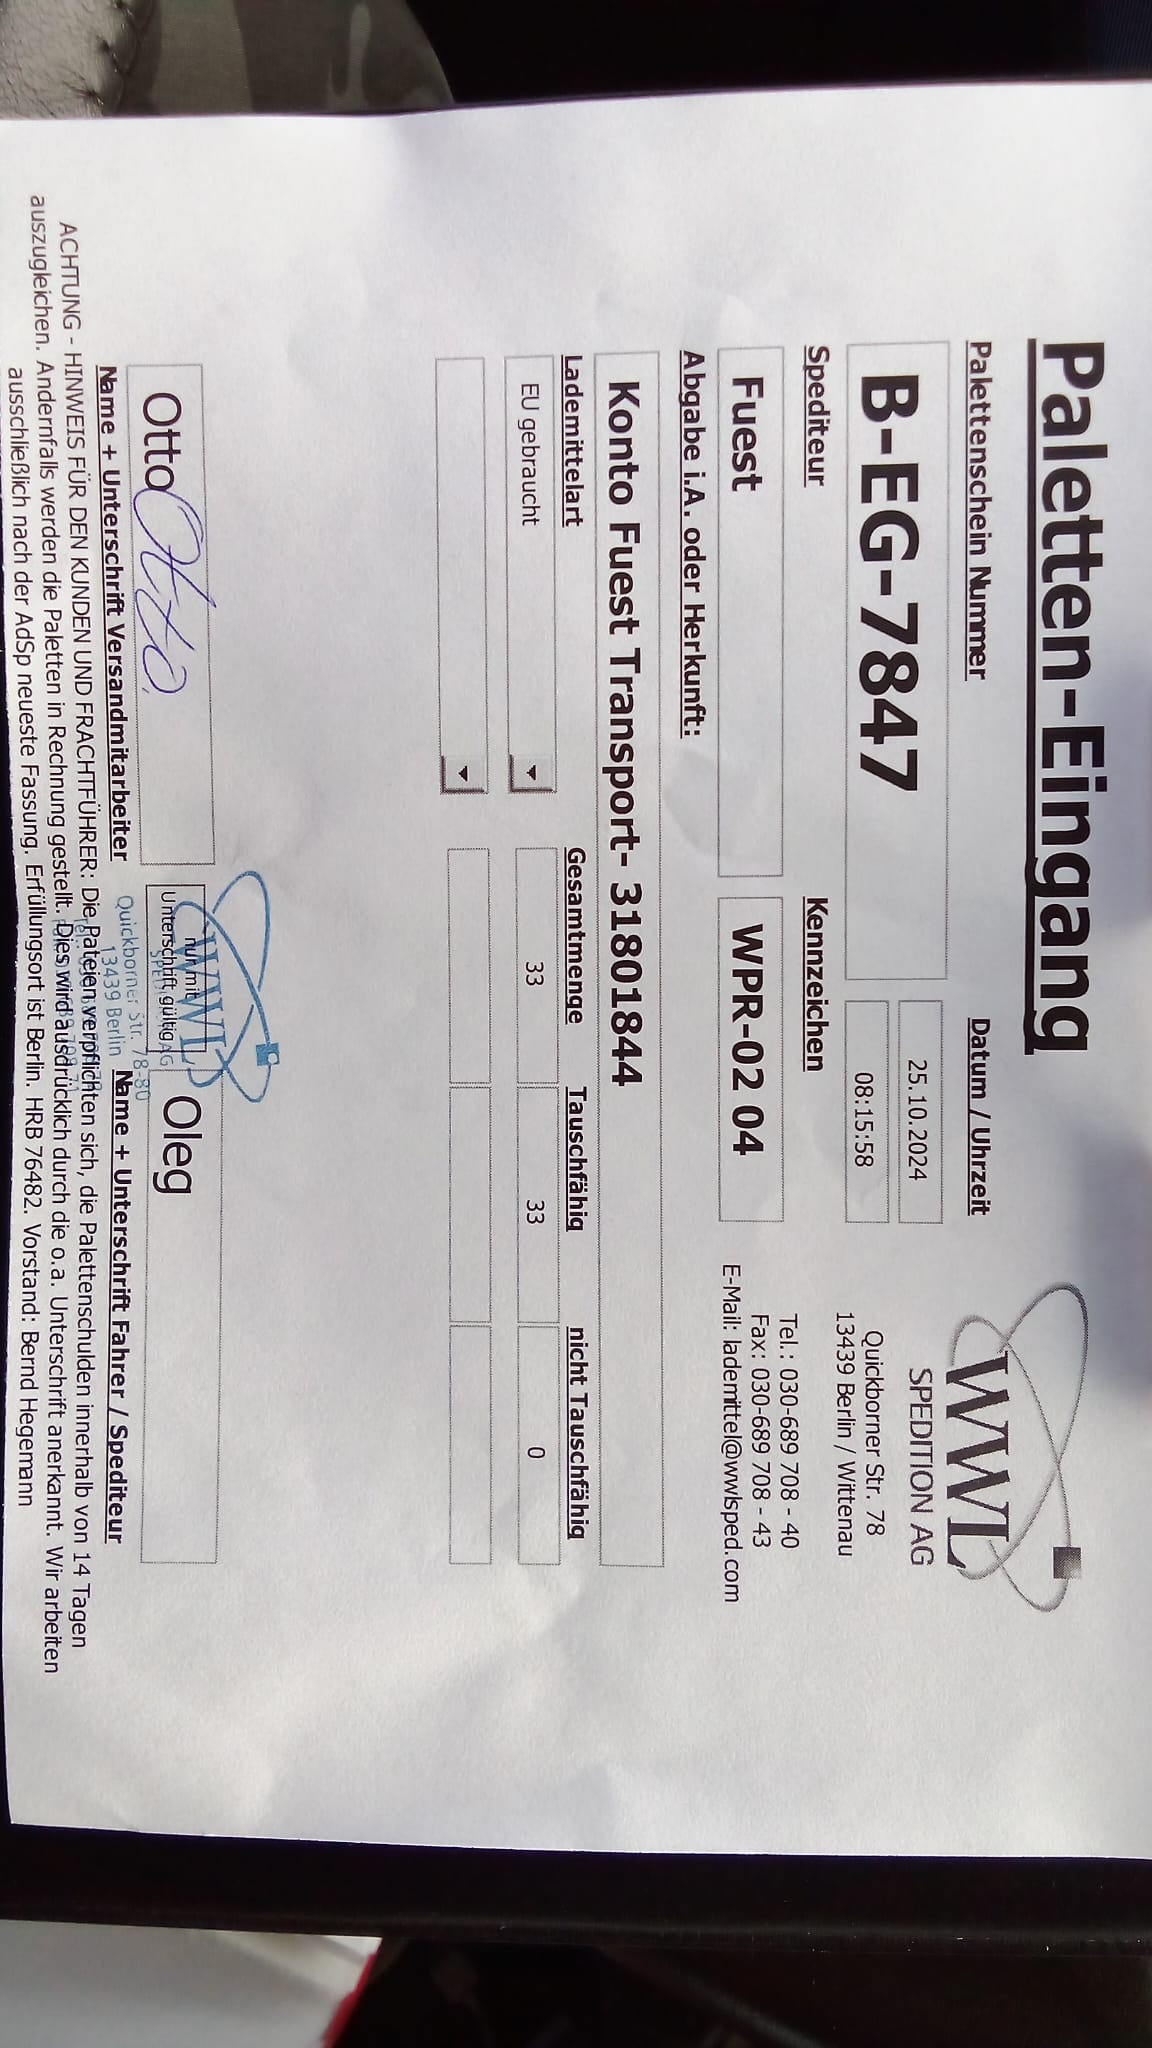 Paletten-Eingang
Palettenschein Nummer
Datum / Uhrzeit
B-EG-7847
25.10.2024
08:15:58
WWL
SPEDITION AG
Quickborner Str. 78
13439 Berlin / Wittenau
Spediteur
Kennzeichen
Fuest
WPR-02 04
Tel.: 030-689 708 - 40
Fax: 030-689 708 - 43
E-Mail: lademittel@wwlsped.com
Abgabe i.A. oder Herkunft:
Konto Fuest Transport- 31801844
Lademittelart
Gesamtmenge
Tauschfähig
nicht Tauschfähig
EU gebraucht
33
33
0
WWL
Otto Otto
nur mit
Unterschrift gültig
Oleg
Quickborner Str. 78-80
13439 Berlin
Name + Unterschrift Versandmitarbeiter
Name + Unterschrift Fahrer / Spediteur
ACHTUNG - HINWEIS FÜR DEN KUNDEN UND FRACHTFÜHRER: Die Pateien verpflichten sich, die Palettenschulden innerhalb von 14 Tagen
auszugleichen. Andernfalls werden die Paletten in Rechnung gestellt. Dies wird ausdrücklich durch die o.a. Unterschrift anerkannt. Wir arbeiten
ausschließlich nach der AdSp neueste Fassung. Erfüllungsort ist Berlin. HRB 76482. Vorstand: Bernd Hegemann